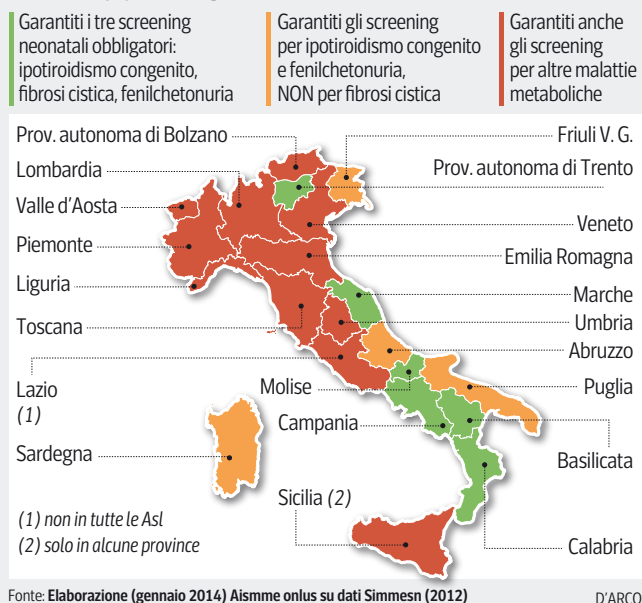 Garantiti i tre screening
neonatali obbligatori:
ipotiroidismo congenito,
fibrosi cistica, fenilchetonuria
Garantiti gli screening
per ipotiroidismo congenito
e fenilchetonuria,
NON per fibrosi cistica
Garantiti anche
gli screening
per altre malattie
metaboliche
Prov. autonoma di Bolzano
Lombardia
Valle d'Aosta
Piemonte
Liguria
Toscana
Lazio
(1)
Sardegna
Friuli V. G.
Prov. autonoma di Trento
Veneto
Emilia Romagna
Marche
Umbria
Abruzzo
Molise
Puglia
Campania
Basilicata
Sicilia (2)
Calabria
(1) non in tutte le Asl
(2) solo in alcune province
Fonte: Elaborazione (gennaio 2014) Aismme onlus su dati Simmesn (2012)
D'ARCO